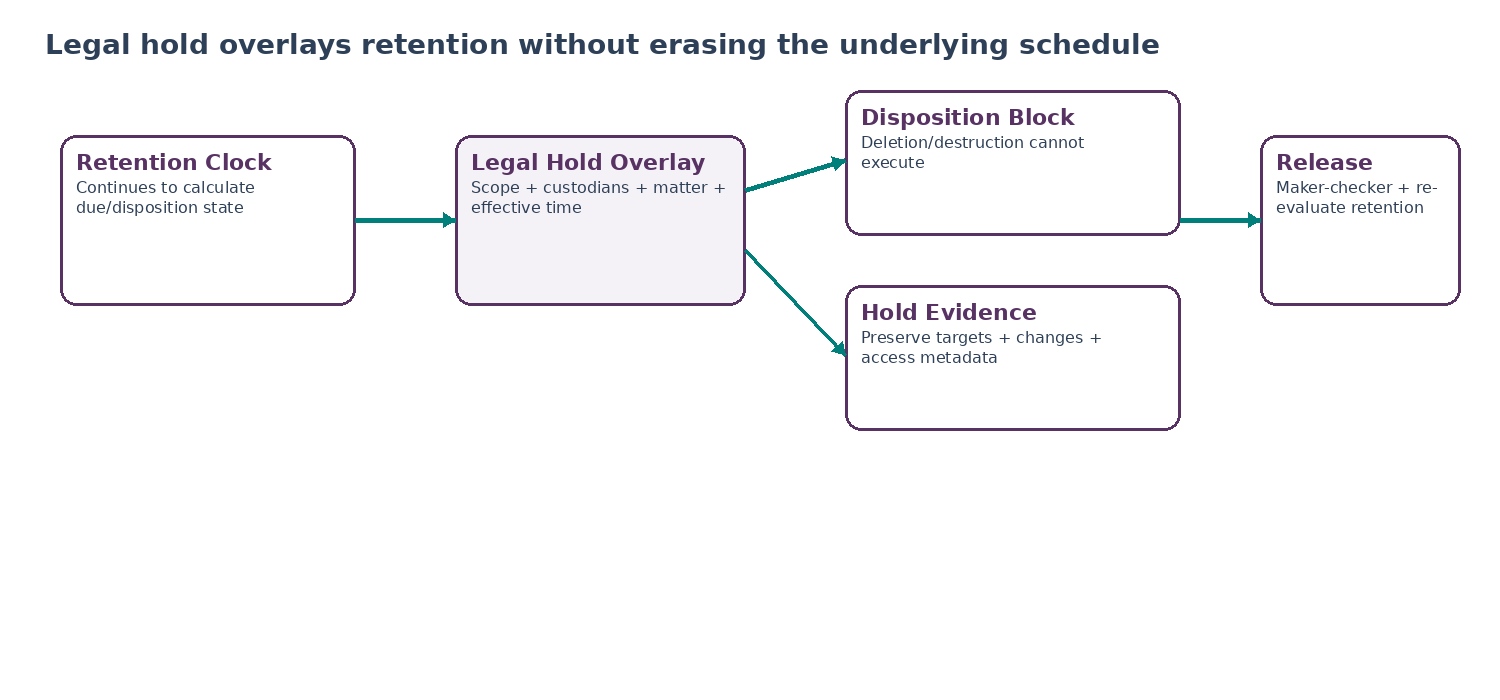 Legal hold overlays retention without erasing the underlying schedule
Retention Clock
Continues to calculate
due/disposition state
Legal Hold Overlay
Scope + custodians + matter +
effective time
Disposition Block
Deletion/destruction cannot
execute
Hold Evidence
Preserve targets + changes +
access metadata
Release
Maker-checker + re-
evaluate retention